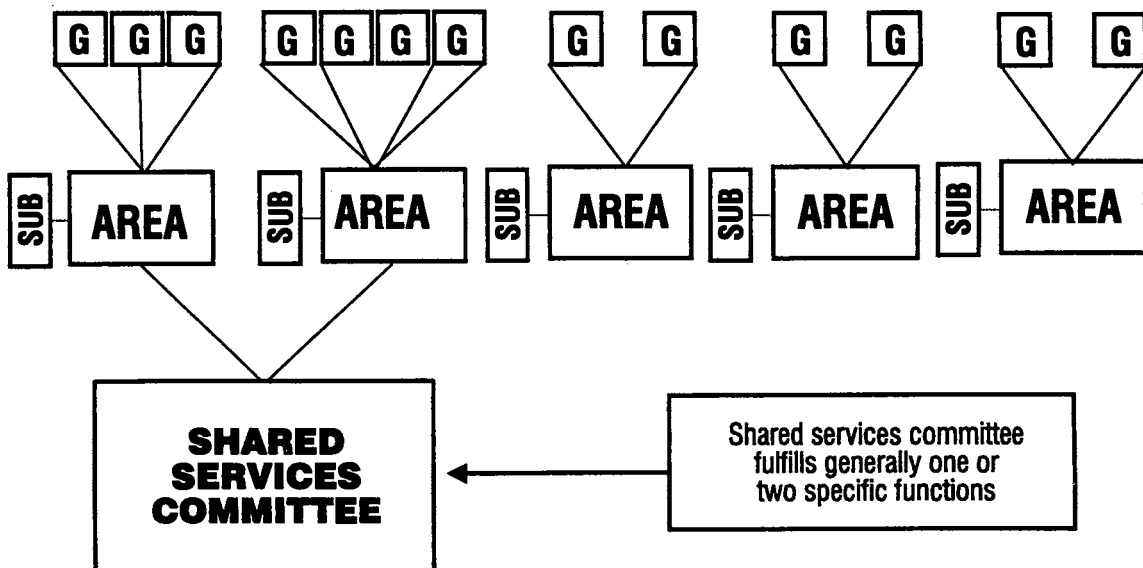 G G G G G G G G G G G G G
SUB AREA SUB AREA SUB AREA SUB AREA SUB AREA
SHARED
SERVICES
COMMITTEE
Shared services committee
fulfills generally one or
two specific functions